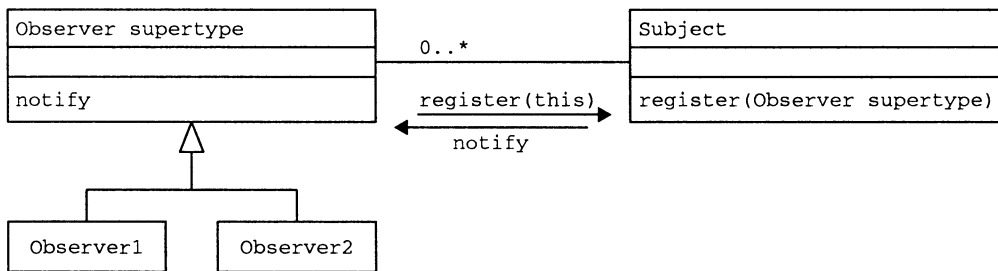 Observer supertype
Subject
0..*
notify
register(this)
register(Observer supertype)
notify
Observer1
Observer2